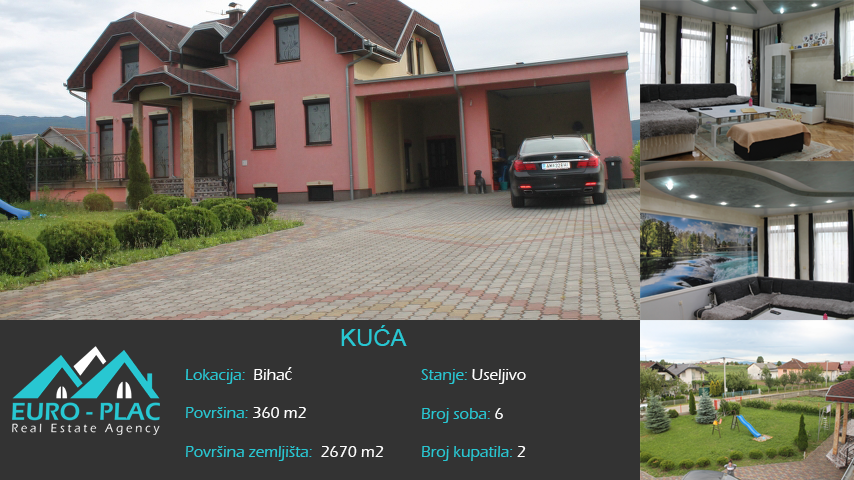 KUĆA
EURO - PLAC
Real Estate Agency
Lokacija: Bihać
Površina: 360 m2
Površina zemljišta: 2670 m2
Stanje: Useljivo
Broj soba: 6
Broj kupatila: 2